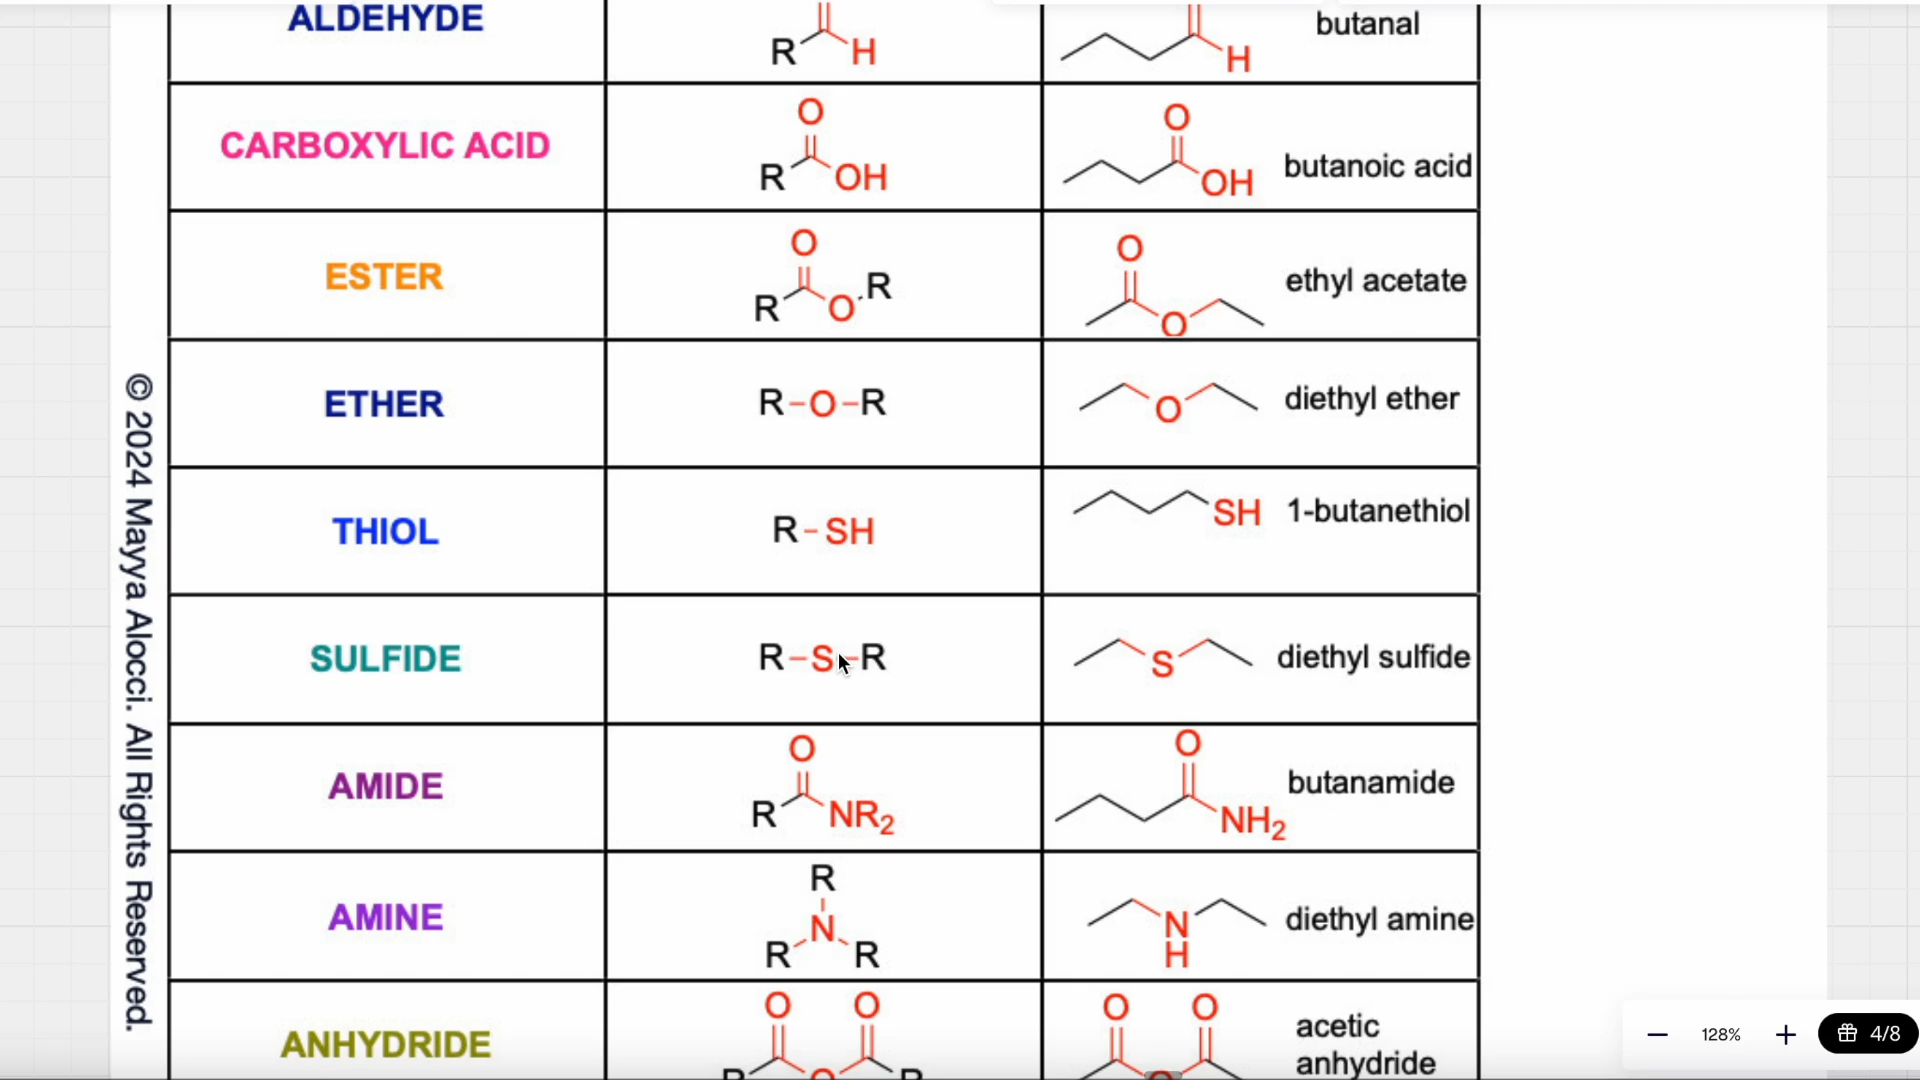 ALDEHYDE
R H
H
butanal
CARBOXYLIC ACID
O
R OH
O
OH
butanoic acid
ESTER
O
R O R
O
O
ethyl acetate
ETHER
R-O-R
O
diethyl ether
THIOL
R-SH
SH
1-butanethiol
SULFIDE
R-S-R
S
diethyl sulfide
AMIDE
O
R NR2
O
NH2
butanamide
AMINE
R
N
R R
N
H
diethyl amine
ANHYDRIDE
O O
R O R
O O
O
acetic
anhydride
© 2024 Mayya Alocci. All Rights Reserved.
128%
4/8